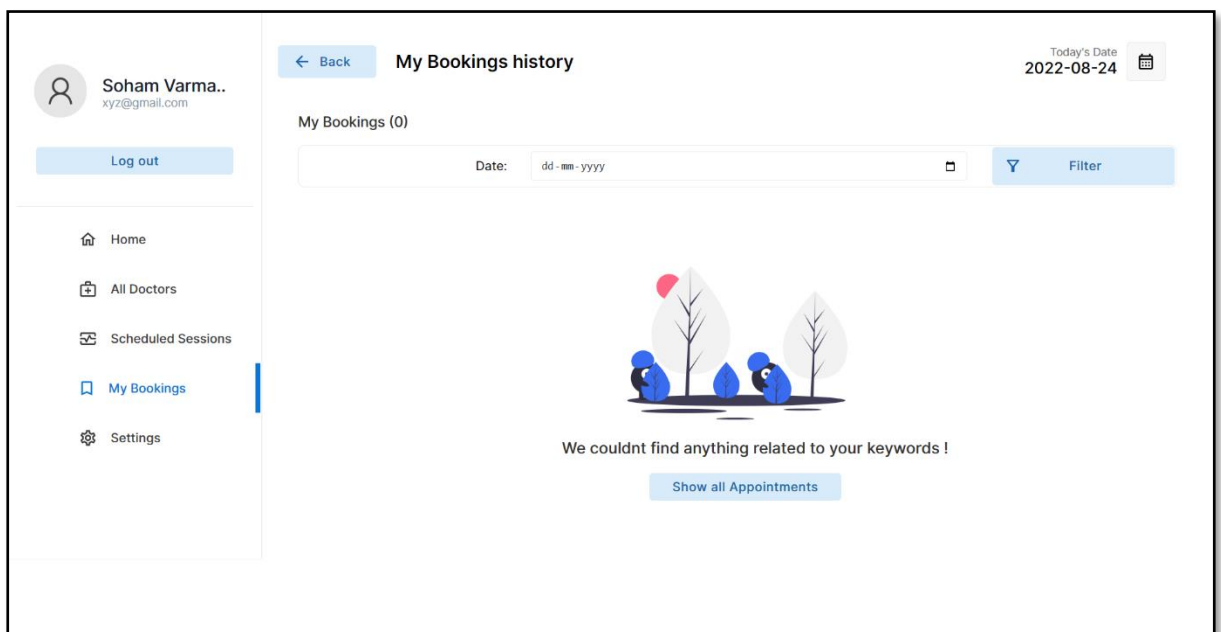 Soham Varma..
xyz@gmail.com
Log out
Home
All Doctors
Scheduled Sessions
My Bookings
Settings
Back
My Bookings history
Today's Date
2022-08-24
My Bookings (0)
Date:
dd-mm-yyyy
Filter
We couldnt find anything related to your keywords !
Show all Appointments